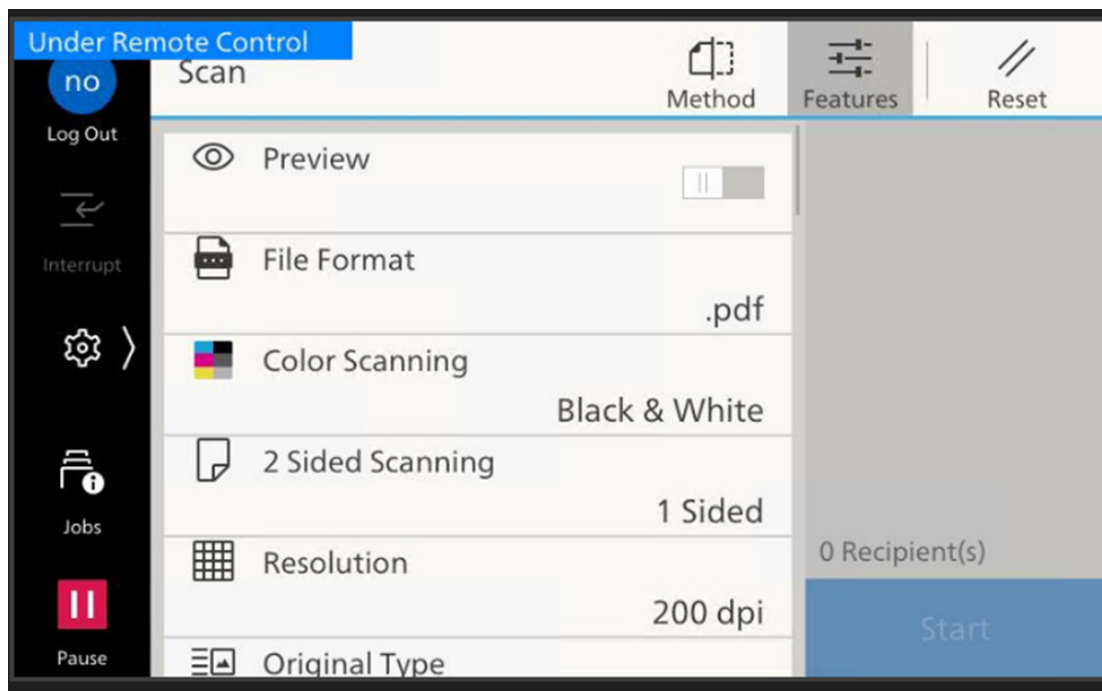 Under Remote Control
no
Log Out
Interrupt
Jobs
Pause
Scan
Method
Features
Reset
Preview
File Format
.pdf
Color Scanning
Black & White
2 Sided Scanning
1 Sided
Resolution
200 dpi
Original Type
0 Recipient(s)
Start